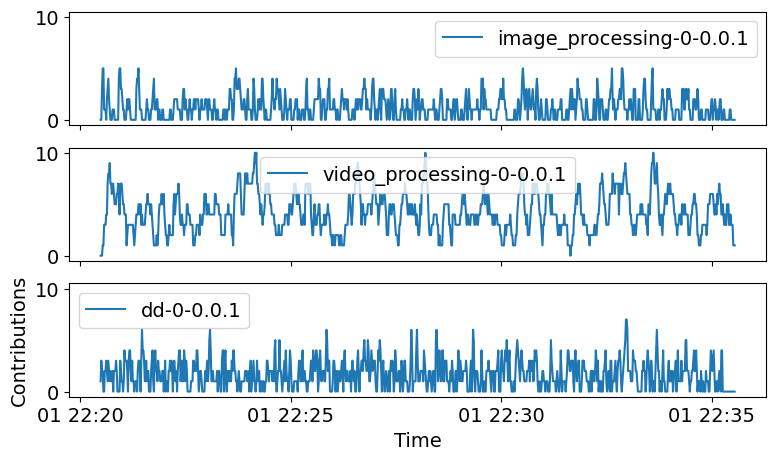 10
image_processing-0-0.0.1
0
10
video_processing-0-0.0.1
0
10
dd-0-0.0.1
Contributions
0
01 22:20 01 22:25 01 22:30 01 22:35
Time